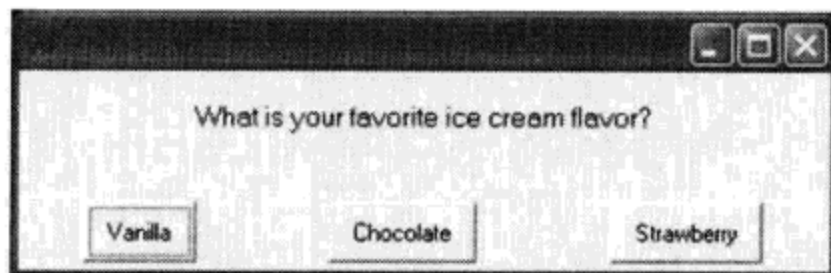 What is your favorite ice cream flavor?
Vanilla Chocolate Strawberry